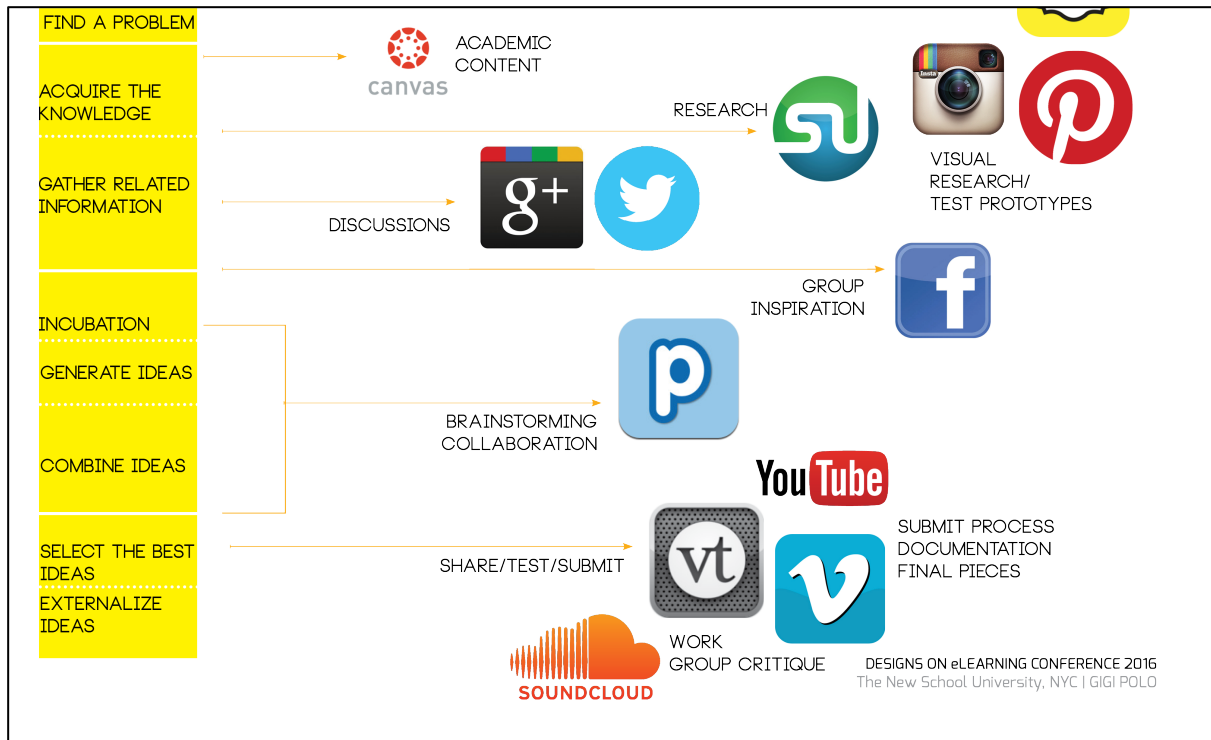 FIND A PROBLEM
ACQUIRE THE
KNOWLEDGE
GATHER RELATED
INFORMATION
INCUBATION
GENERATE IDEAS
COMBINE IDEAS
SELECT THE BEST
IDEAS
EXTERNALIZE
IDEAS
canvas
ACADEMIC
CONTENT
RESEARCH
su
Insta
p
VISUAL
RESEARCH/
TEST PROTOTYPES
DISCUSSIONS
g+
GROUP
INSPIRATION
f
BRAINSTORMING
COLLABORATION
p
YouTube
SHARE/TEST/SUBMIT
vt
v
SUBMIT PROCESS
DOCUMENTATION
FINAL PIECES
SOUNDCLOUD
WORK
GROUP CRITIQUE
DESIGNS ON eLEARNING CONFERENCE 2016
The New School University, NYC | GIGI POLO